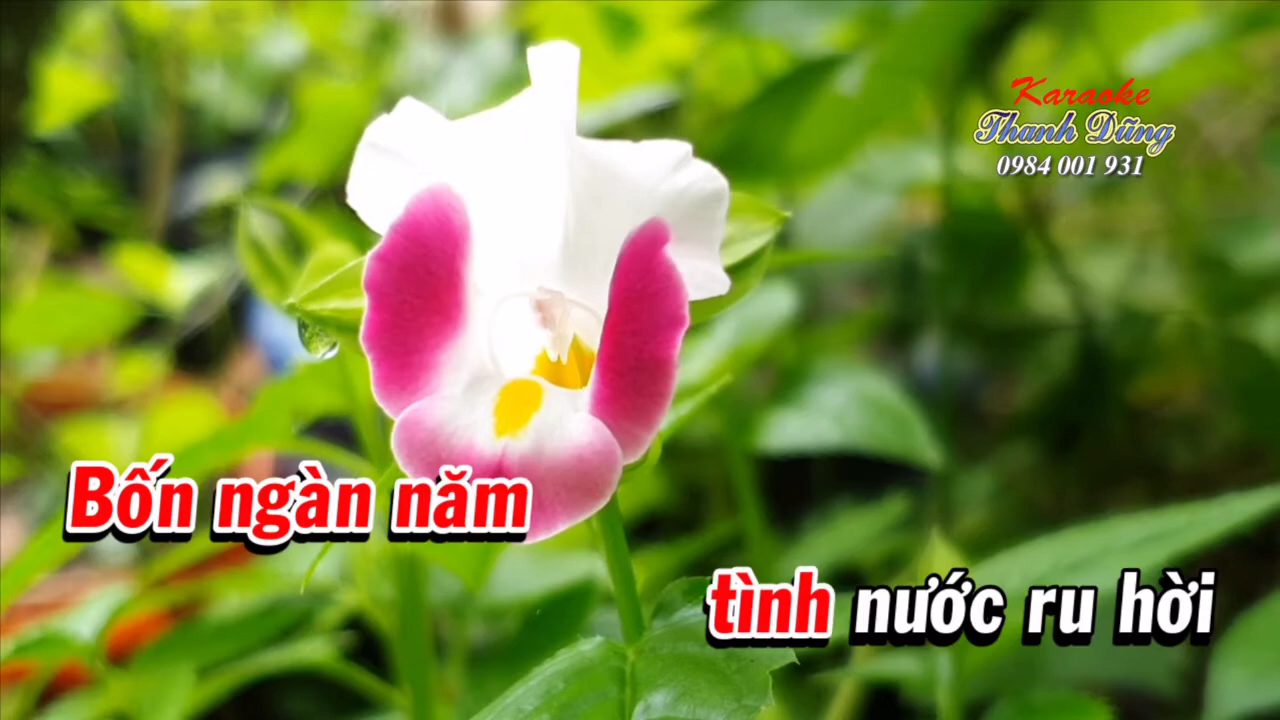 Karaoke
Thanh Dũng
0984 001 931
Bốn ngàn năm
tình nước ru hời